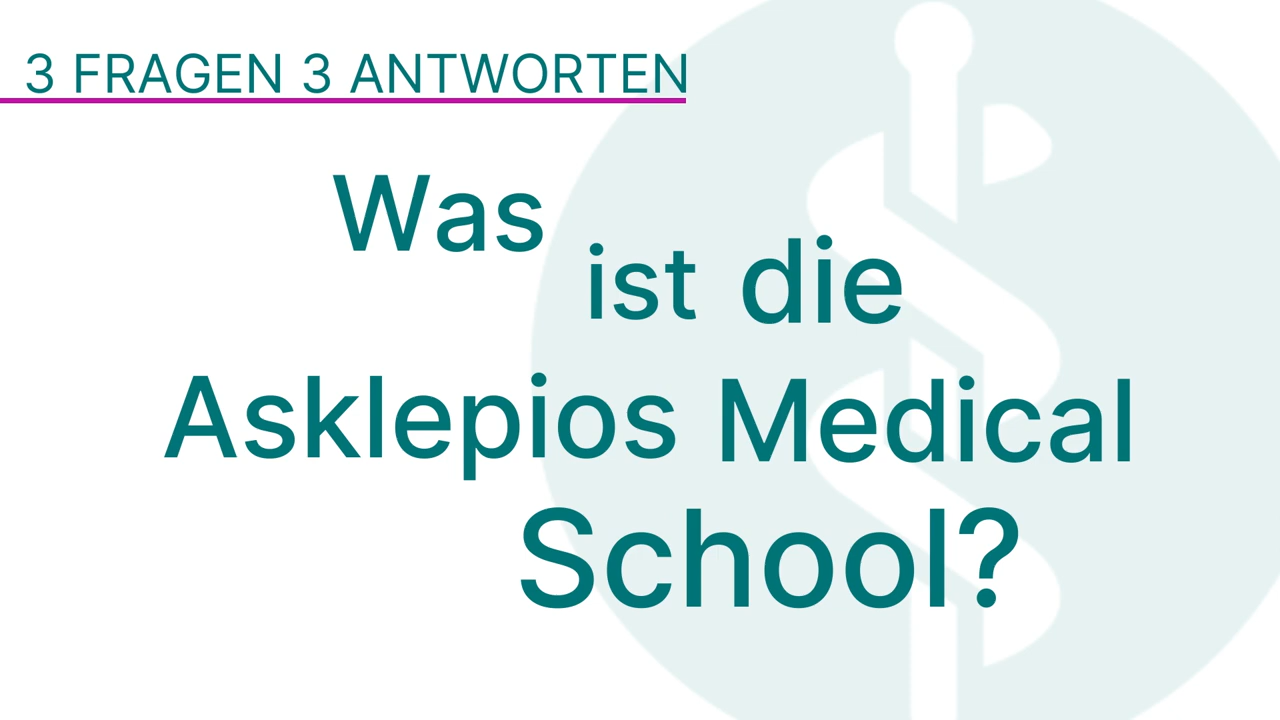 3 FRAGEN 3 ANTWORTEN
Was
ist die
Asklepios Medical
School?